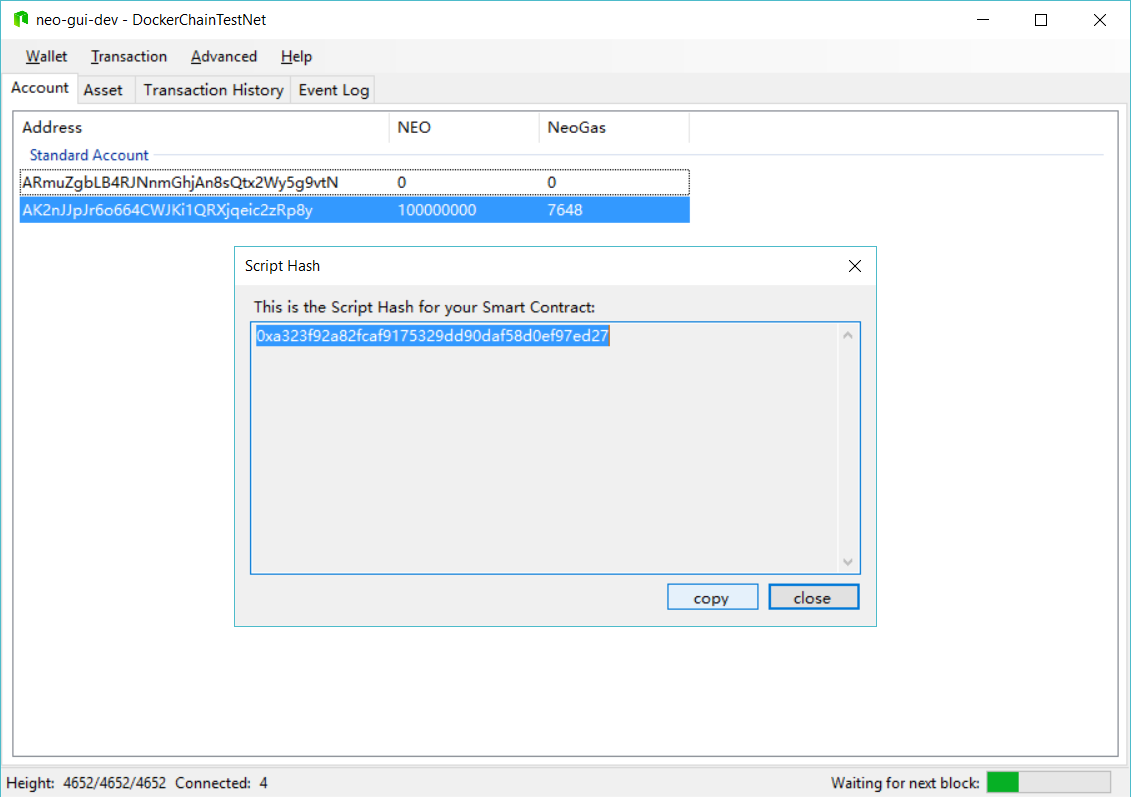 neo-gui-dev - DockerChainTestNet
Wallet Transaction Advanced Help
Account Asset Transaction History Event Log
Address NEO NeoGas
Standard Account
ARmuZgbLB4RJNnmGhjAn8sQtx2Wy5g9vtN 0 0
AK2nJJpJr6o664CWJKi1QRXjqeic2zRp8y 100000000 7648
Script Hash
This is the Script Hash for your Smart Contract:
0xa323f92a82fcaf9175329dd90daf58d0ef97ed27
copy close
Height: 4652/4652/4652 Connected: 4 Waiting for next block: